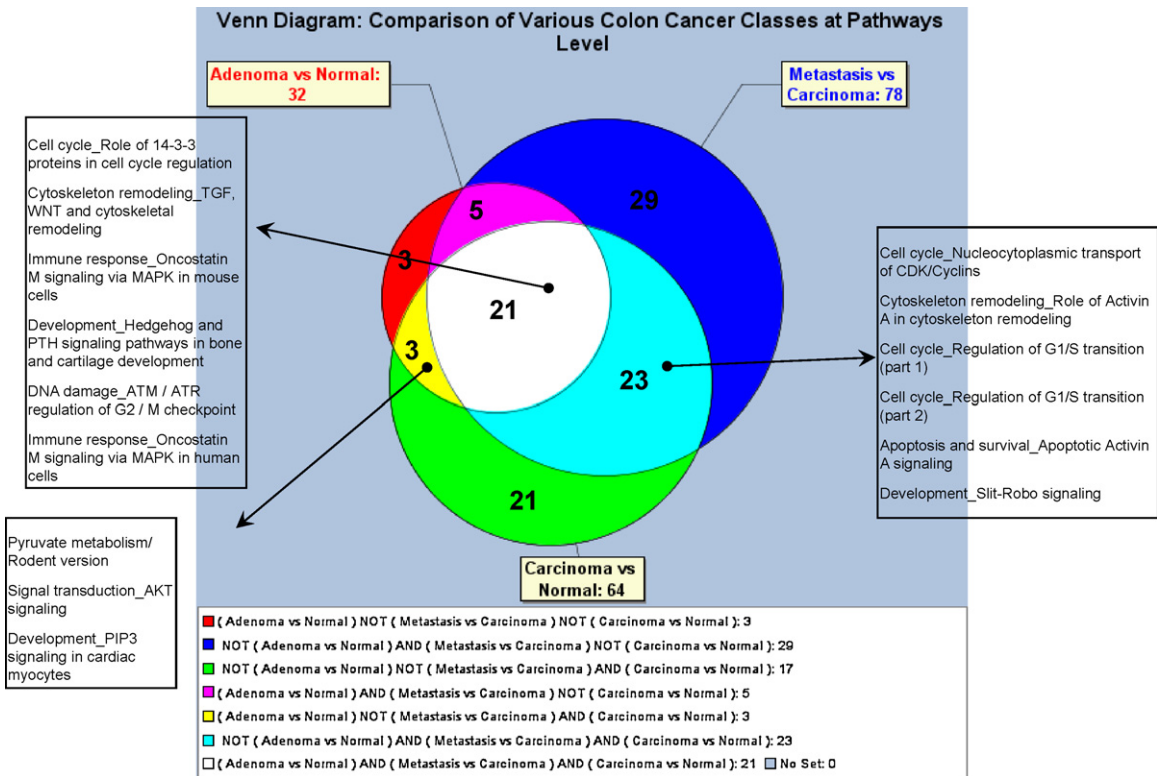 Venn Diagram: Comparison of Various Colon Cancer Classes at Pathways
Level
Adenoma vs Normal:
32
Metastasis vs
Carcinoma: 78
Cell cycle_Role of 14-3-3
proteins in cell cycle regulation
Cytoskeleton remodeling_TGF,
WNT and cytoskeletal
remodeling
Immune response_Oncostatin
M signaling via MAPK in mouse
cells
Development_Hedgehog and
PTH signaling pathways in bone
and cartilage development
DNA damage_ATM / ATR
regulation of G2 / M checkpoint
Immune response_Oncostatin
M signaling via MAPK in human
cells
29
5
3
21
3
23
21
Cell cycle_Nucleocytoplasmic transport
of CDK/Cyclins
Cytoskeleton remodeling_Role of Activin
A in cytoskeleton remodeling
Cell cycle_Regulation of G1/S transition
(part 1)
Cell cycle_Regulation of G1/S transition
(part 2)
Apoptosis and survival_Apoptotic Activin
A signaling
Development_Slit-Robo signaling
Pyruvate metabolism/
Rodent version
Signal transduction_AKT
signaling
Development_PIP3
signaling in cardiac
myocytes
Carcinoma vs
Normal: 64
( Adenoma vs Normal ) NOT ( Metastasis vs Carcinoma ) NOT ( Carcinoma vs Normal ): 3
NOT ( Adenoma vs Normal ) AND ( Metastasis vs Carcinoma ) NOT ( Carcinoma vs Normal ): 29
NOT ( Adenoma vs Normal ) NOT ( Metastasis vs Carcinoma ) AND ( Carcinoma vs Normal ): 17
( Adenoma vs Normal ) AND ( Metastasis vs Carcinoma ) NOT ( Carcinoma vs Normal ): 5
( Adenoma vs Normal ) NOT ( Metastasis vs Carcinoma ) AND ( Carcinoma vs Normal ): 3
NOT ( Adenoma vs Normal ) AND ( Metastasis vs Carcinoma ) AND ( Carcinoma vs Normal ): 23
( Adenoma vs Normal ) AND ( Metastasis vs Carcinoma ) AND ( Carcinoma vs Normal ): 21 No Set: 0